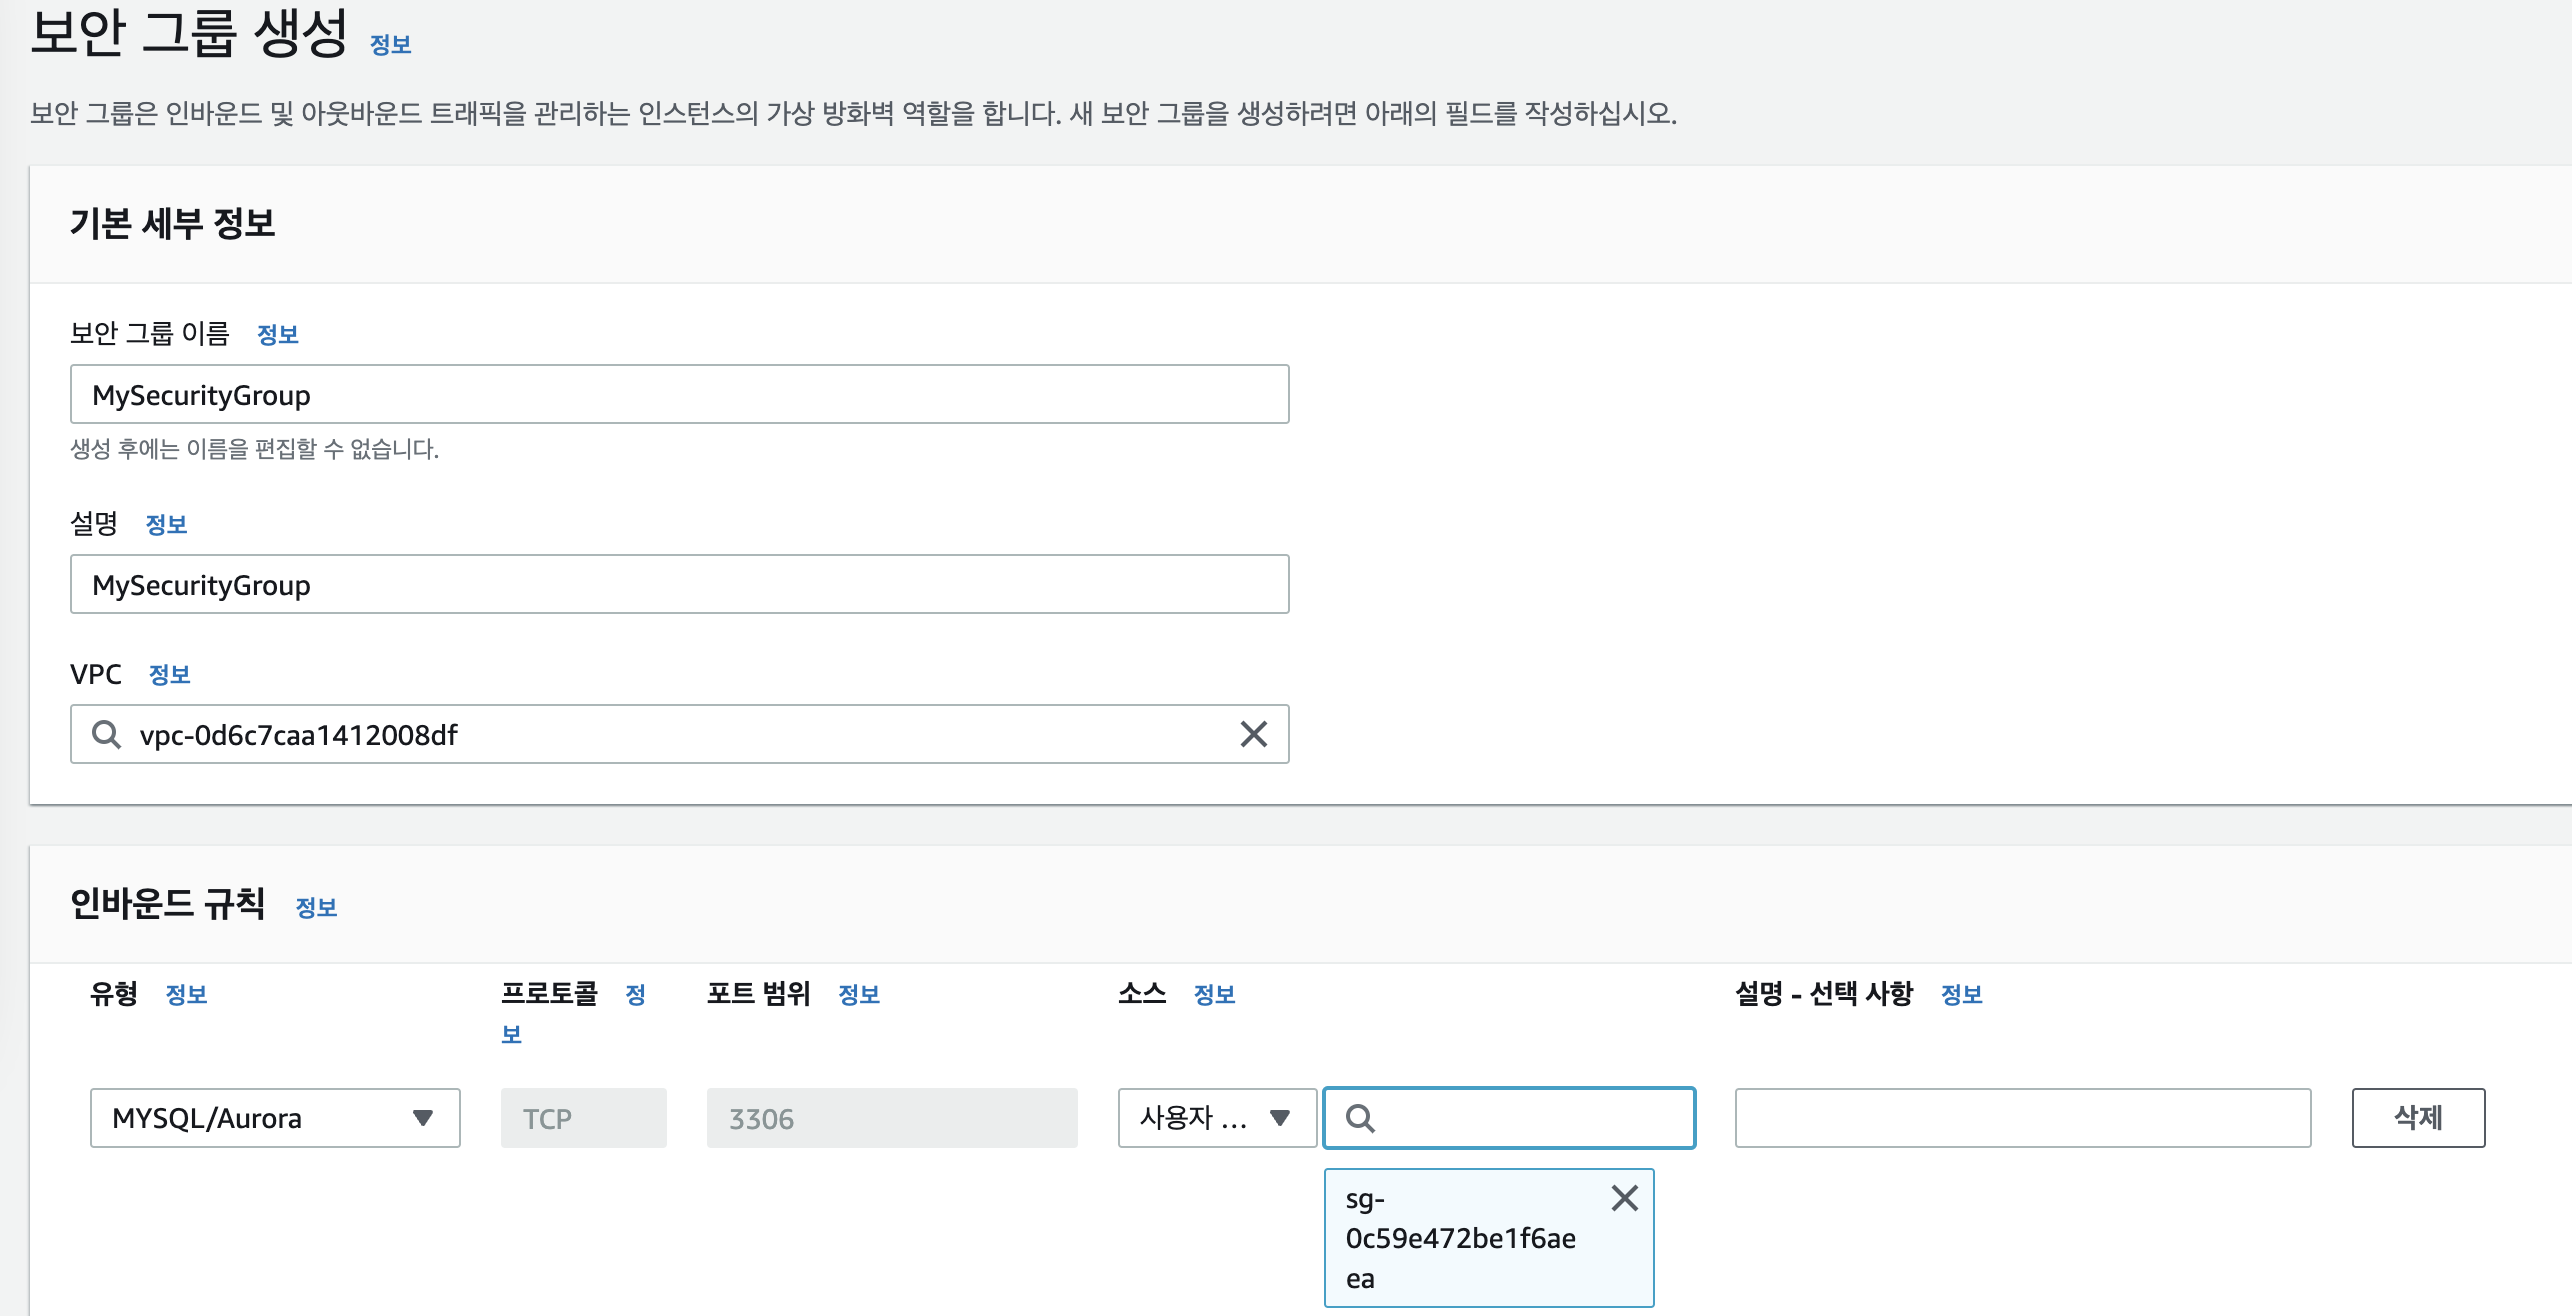 보안 그룹 생성 정보
보안 그룹은 인바운드 및 아웃바운드 트래픽을 관리하는 인스턴스의 가상 방화벽 역할을 합니다. 새 보안 그룹을 생성하려면 아래의 필드를 작성하십시오.
기본 세부 정보
보안 그룹 이름 정보
MySecurityGroup
생성 후에는 이름을 편집할 수 없습니다.
설명 정보
MySecurityGroup
VPC 정보
vpc-0d6c7caa1412008df
인바운드 규칙 정보
유형 정보 프로토콜 정 포트 범위 정보 소스 정보 설명 - 선택 사항 정보
보
MYSQL/Aurora TCP 3306 사용자 ... 삭제
sg-
0c59e472be1f6ae
ea